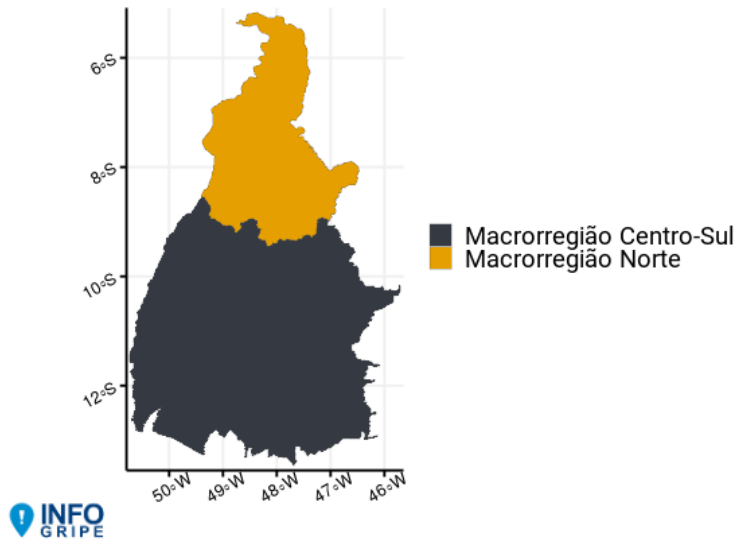 6°S
8°S
10°S
12°S
50°W 49°W 48°W 47°W 46°W
Macrorregião Centro-Sul
Macrorregião Norte
INFO
GRIPE